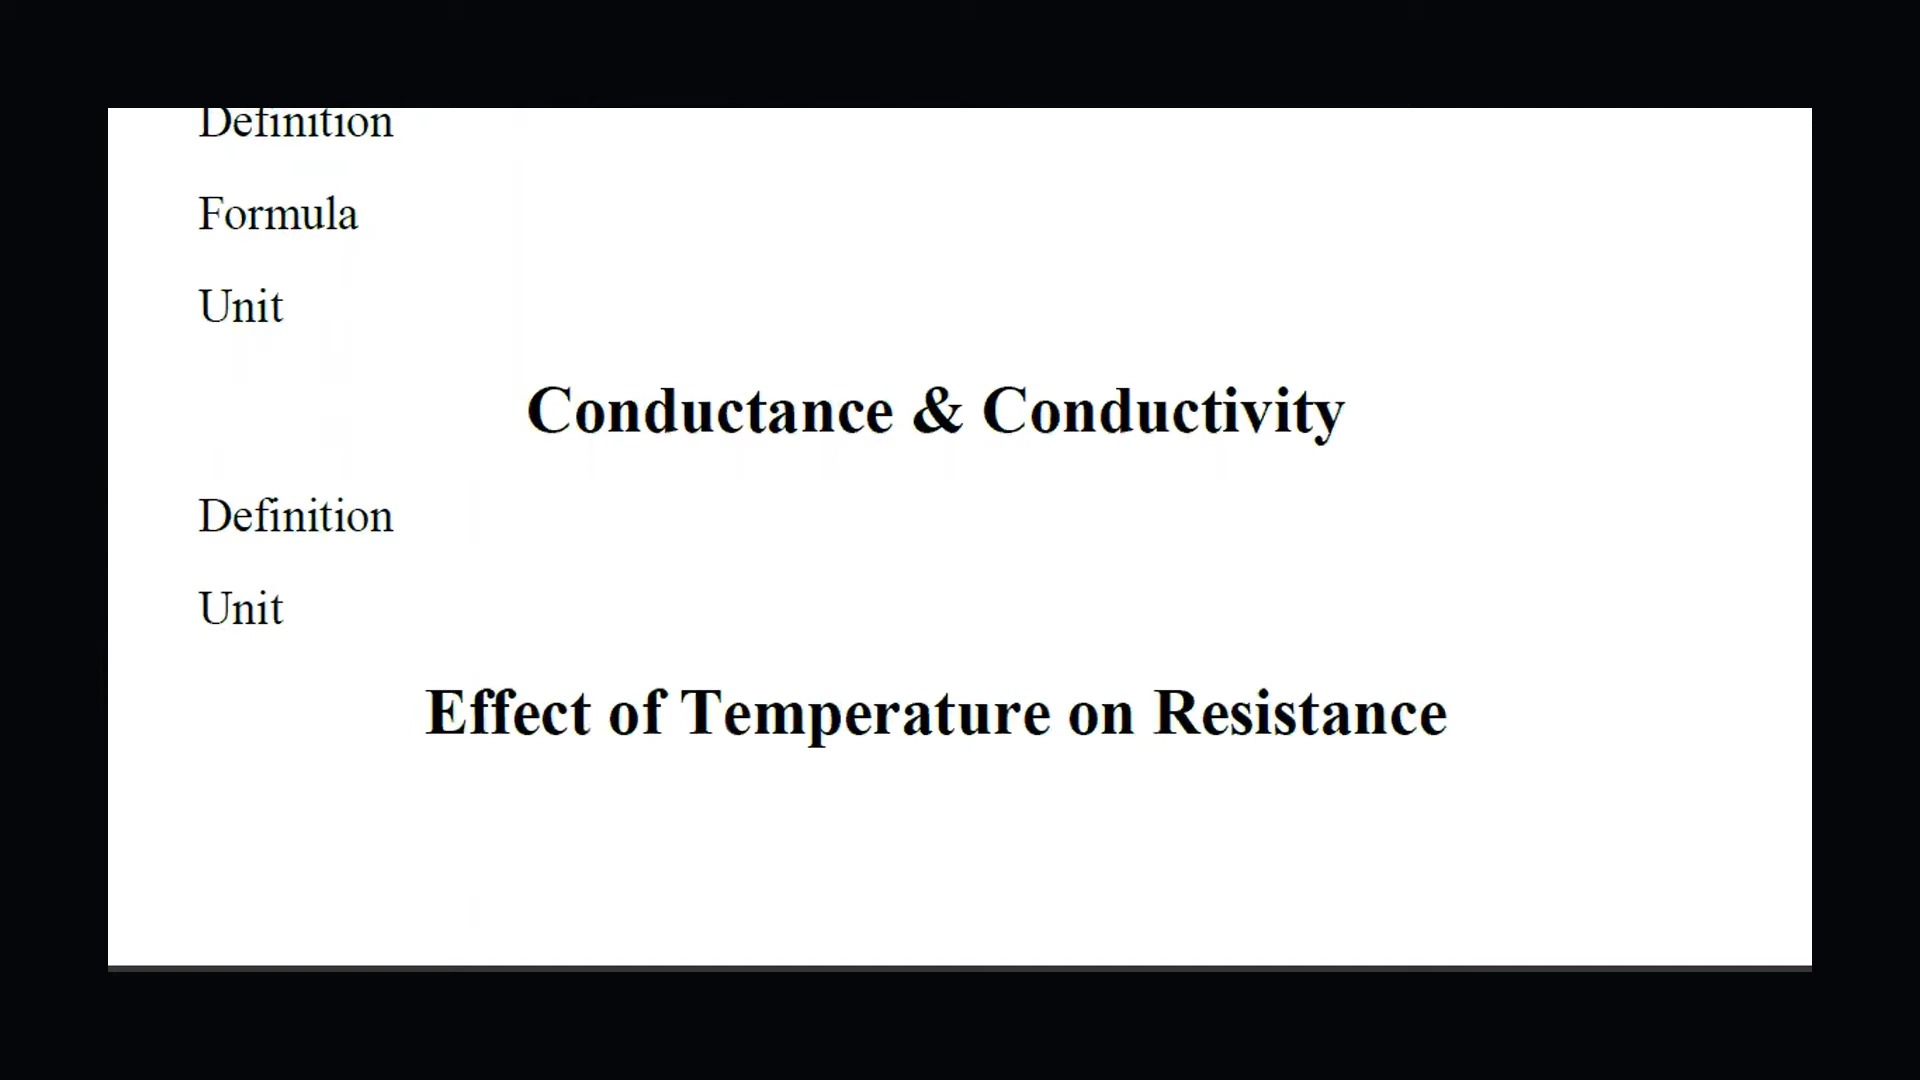 Definition
Formula
Unit
Conductance & Conductivity
Definition
Unit
Effect of Temperature on Resistance